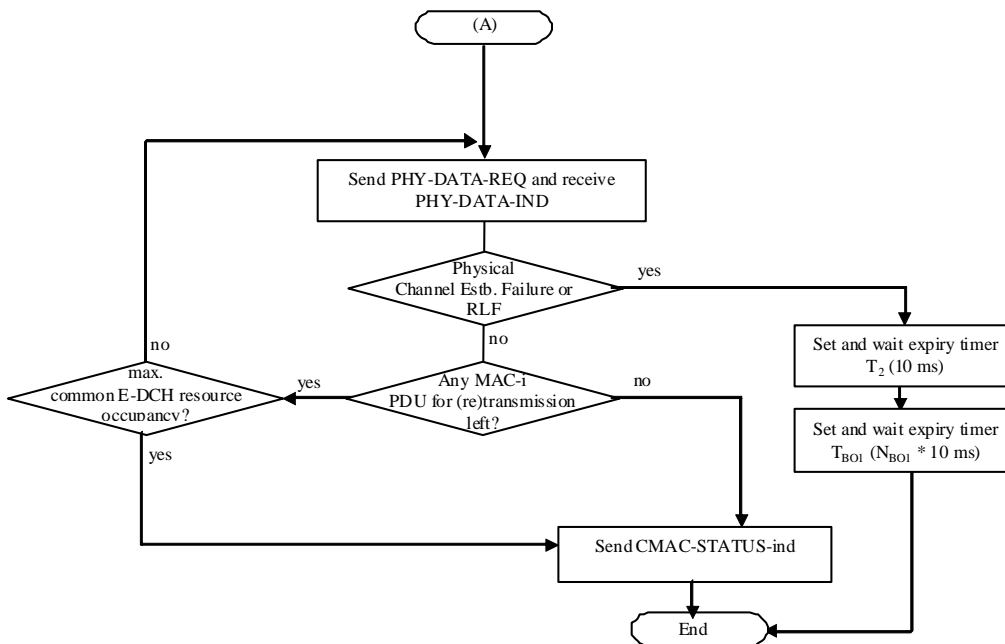 (A)
Send PHY-DATA-REQ and receive
PHY-DATA-IND
Physical
Channel Estb. Failure or
RLF
yes
no
Set and wait expiry timer
T₂ (10 ms)
no
max.
common E-DCH resource
occupancy?
yes
Any MAC-i
PDU for (re)transmission
left?
no
Set and wait expiry timer
T_BO1 (N_BO1 * 10 ms)
yes
Send CMAC-STATUS-ind
End